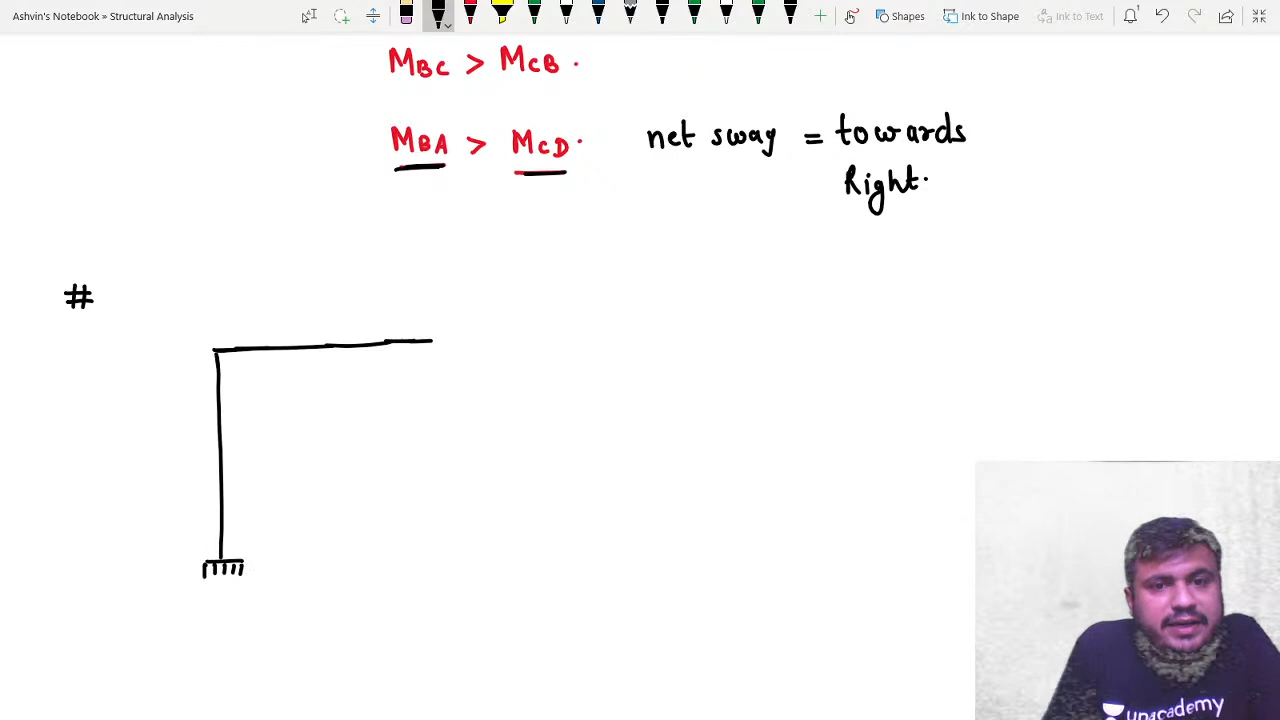 Ashvin's Notebook » Structural Analysis
Shapes
Ink to Shape
Ink to Text
MBC > MCB.
MBA > MCD. net sway = towards
Right.
#
unacademy